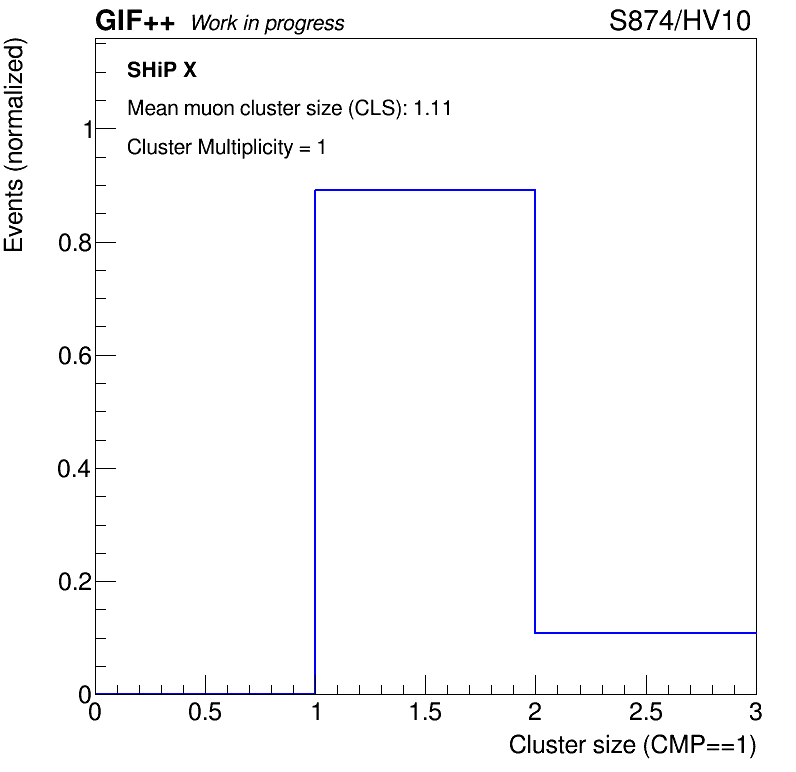 GIF++ Work in progress S874/HV10
Events (normalized)
SHiP X
Mean muon cluster size (CLS): 1.11
Cluster Multiplicity = 1
1
0.8
0.6
0.4
0.2
0
0 0.5 1 1.5 2 2.5 3
Cluster size (CMP==1)